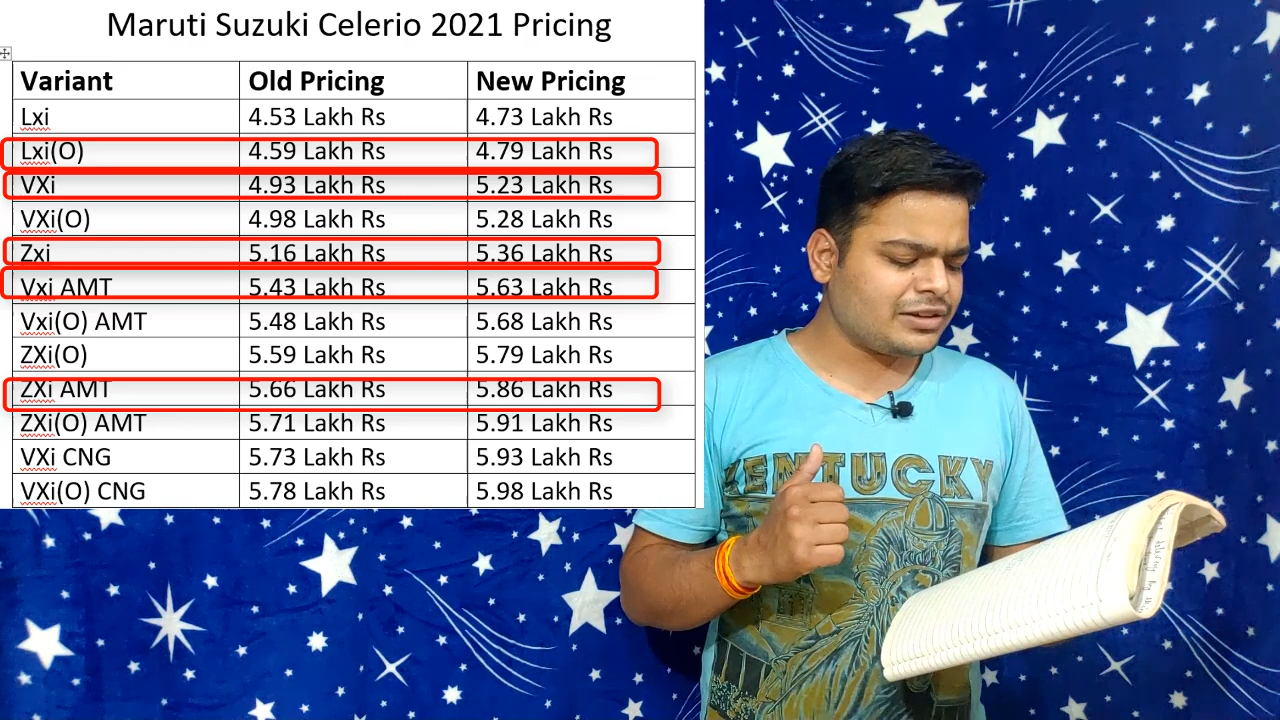 Maruti Suzuki Celerio 2021 Pricing
Variant Old Pricing New Pricing
Lxi 4.53 Lakh Rs 4.73 Lakh Rs
Lxi(O) 4.59 Lakh Rs 4.79 Lakh Rs
VXi 4.93 Lakh Rs 5.23 Lakh Rs
VXi(O) 4.98 Lakh Rs 5.28 Lakh Rs
Zxi 5.16 Lakh Rs 5.36 Lakh Rs
Vxi AMT 5.43 Lakh Rs 5.63 Lakh Rs
Vxi(O) AMT 5.48 Lakh Rs 5.68 Lakh Rs
ZXi(O) 5.59 Lakh Rs 5.79 Lakh Rs
ZXi AMT 5.66 Lakh Rs 5.86 Lakh Rs
ZXi(O) AMT 5.71 Lakh Rs 5.91 Lakh Rs
VXi CNG 5.73 Lakh Rs 5.93 Lakh Rs
VXi(O) CNG 5.78 Lakh Rs 5.98 Lakh Rs
KENTUCKY